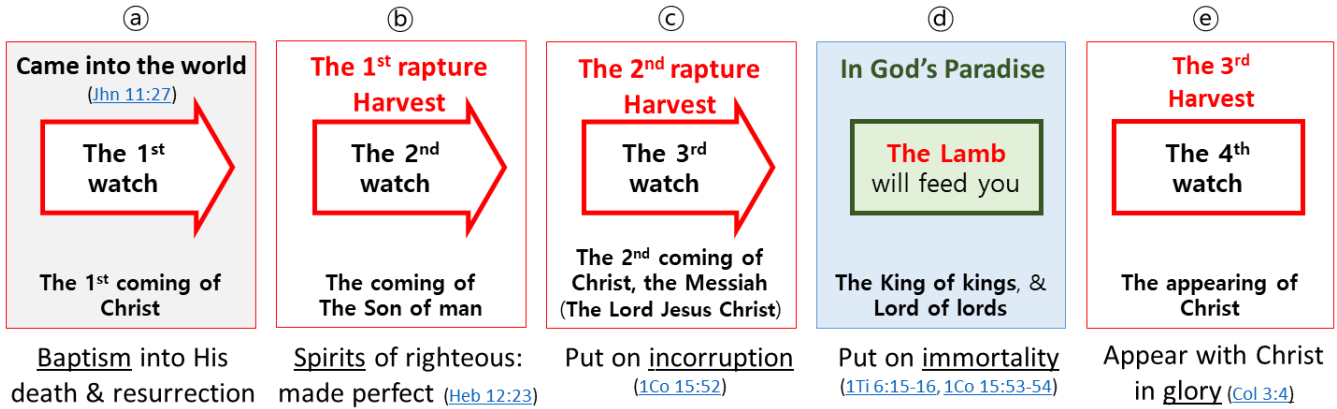 ⓐ
Came into the world
(Jhn 11:27)
The 1st
watch
The 1st coming of
Christ
Baptism into His
death & resurrection
ⓑ
The 1st rapture
Harvest
The 2nd
watch
The coming of
The Son of man
Spirits of righteous:
made perfect (Heb 12:23)
ⓒ
The 2nd rapture
Harvest
The 3rd
watch
The 2nd coming of
Christ, the Messiah
(The Lord Jesus Christ)
Put on incorruption
(1Co 15:52)
ⓓ
In God’s Paradise
The Lamb
will feed you
The King of kings, &
Lord of lords
Put on immortality
(1Ti 6:15-16, 1Co 15:53-54)
ⓔ
The 3rd
Harvest
The 4th
watch
The appearing of
Christ
Appear with Christ
in glory (Col 3:4)